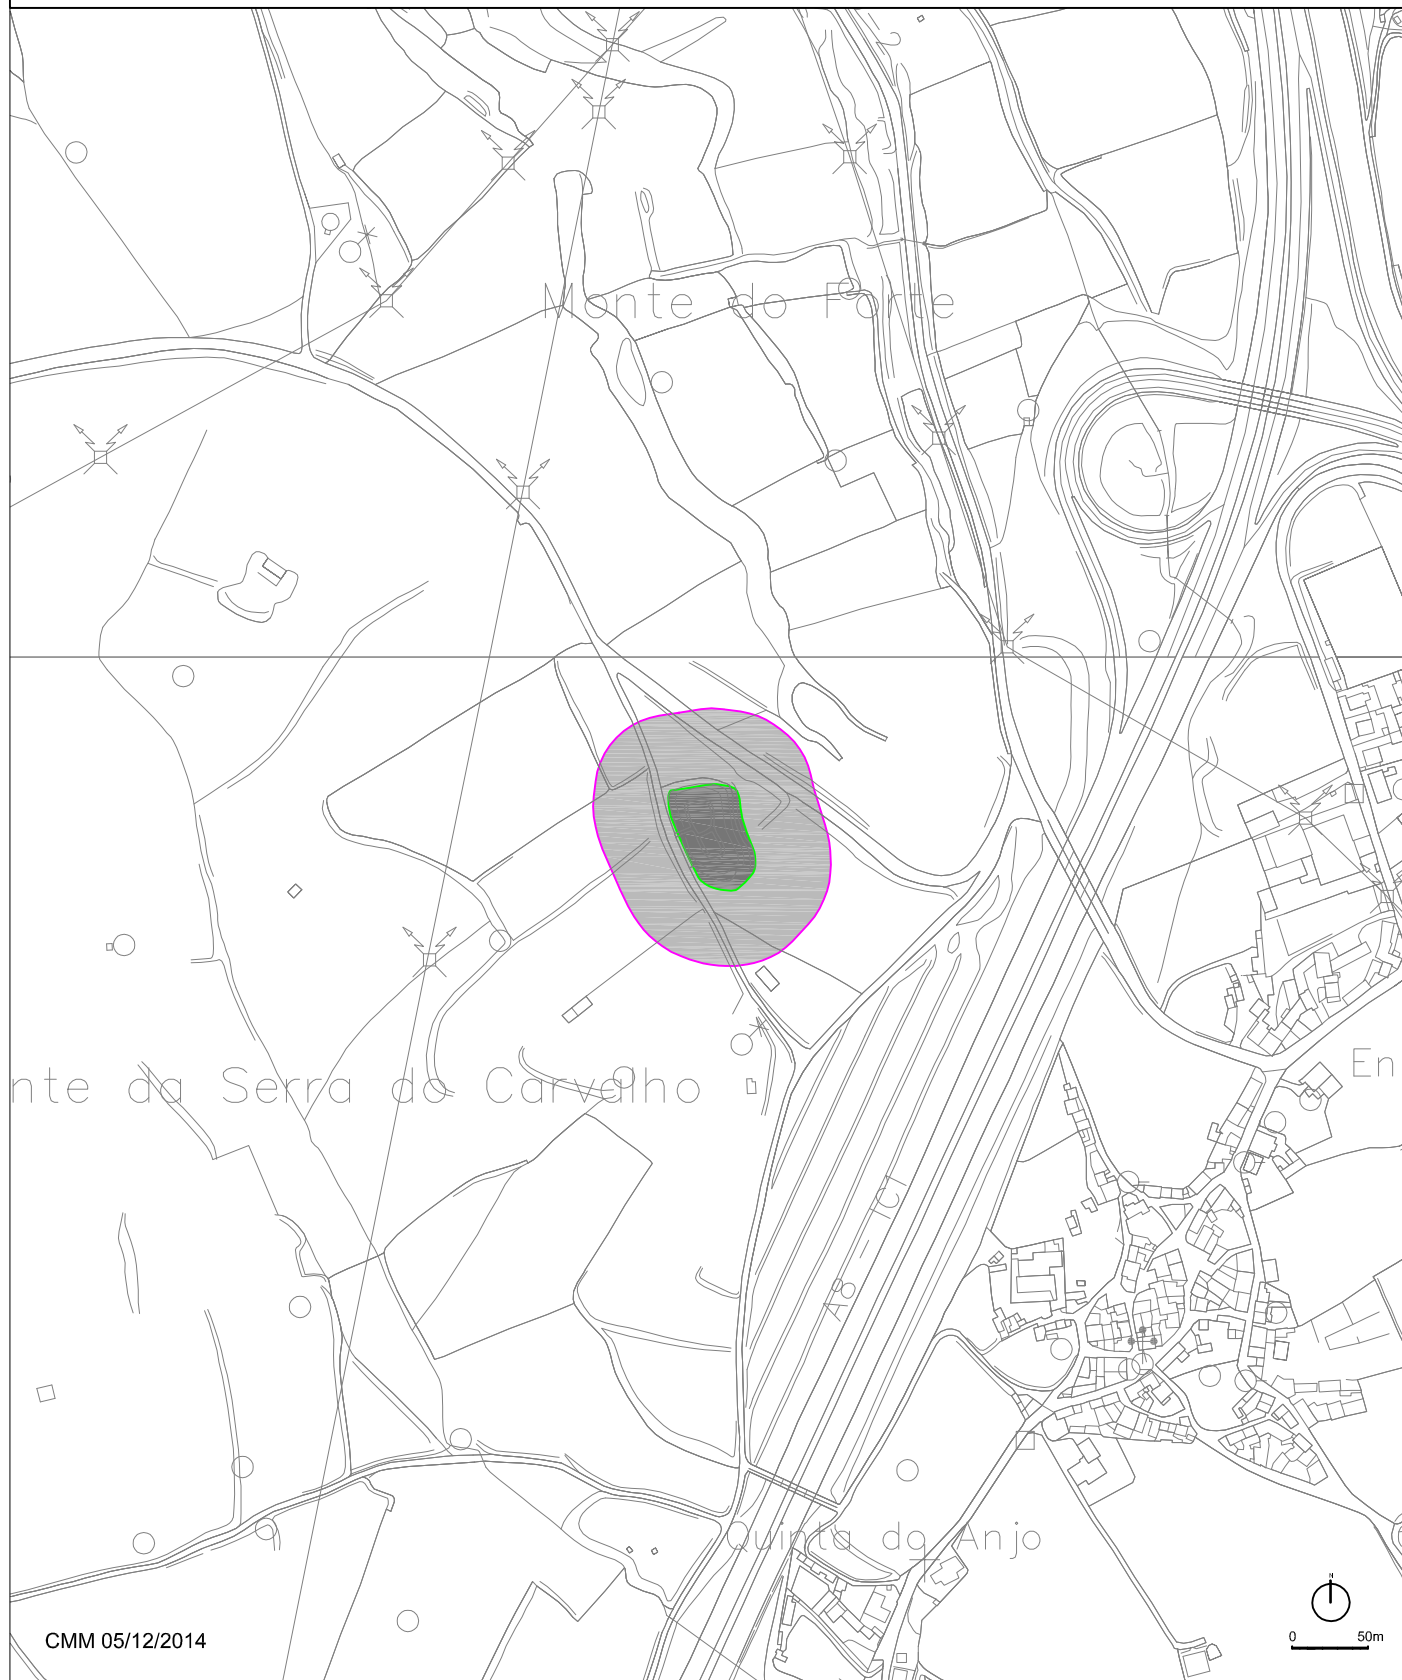 Monte do Forte
nte da Serra do Carvalho
En
A8 - IC1
Quinta do Anjo
N
0 50m
CMM 05/12/2014